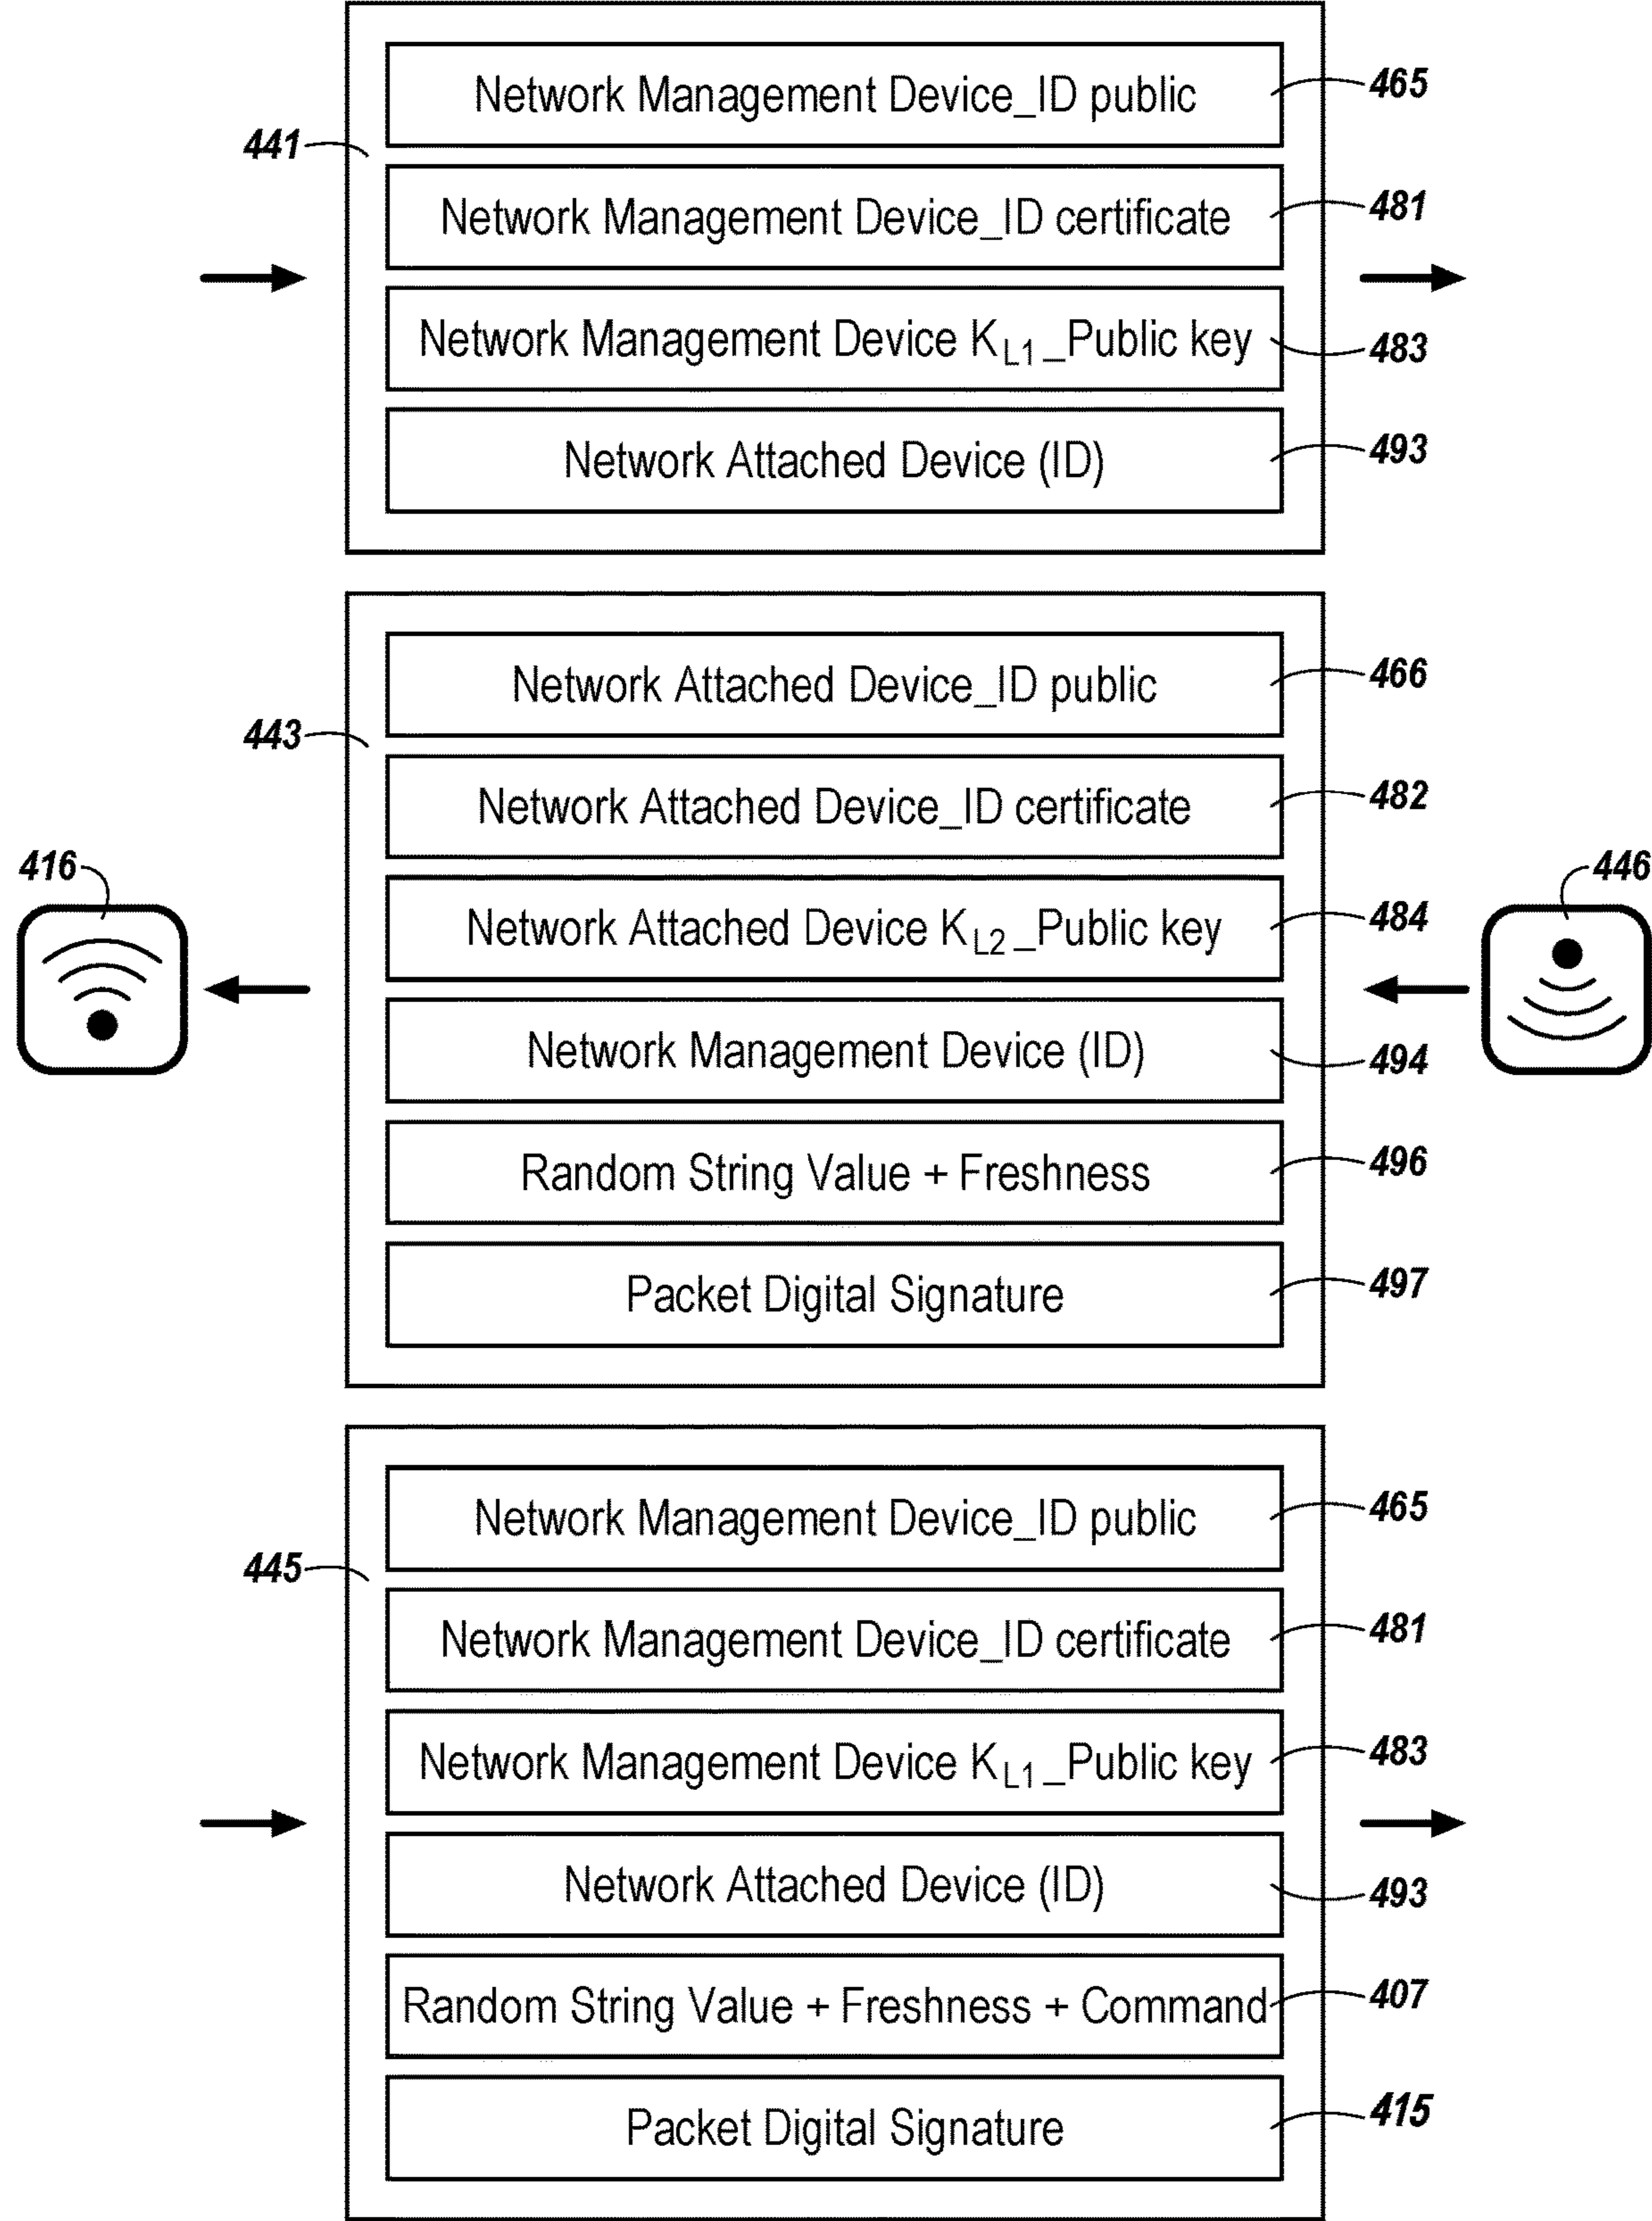 Network Management Device_ID public 465
441
Network Management Device_ID certificate 481
Network Management Device KL1_Public key 483
Network Attached Device (ID) 493
Network Attached Device_ID public 466
443
Network Attached Device_ID certificate 482
416
446
Network Attached Device KL2_Public key 484
Network Management Device (ID) 494
Random String Value + Freshness 496
Packet Digital Signature 497
Network Management Device_ID public 465
445
Network Management Device_ID certificate 481
Network Management Device KL1_Public key 483
Network Attached Device (ID) 493
Random String Value + Freshness + Command 407
Packet Digital Signature 415